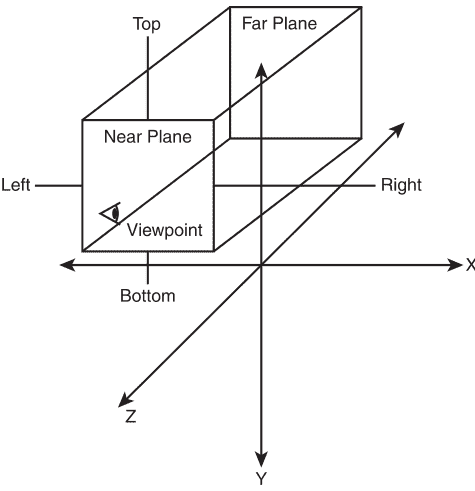 Top
Far Plane
Near Plane
Left
Right
Viewpoint
X
Bottom
Z
Y